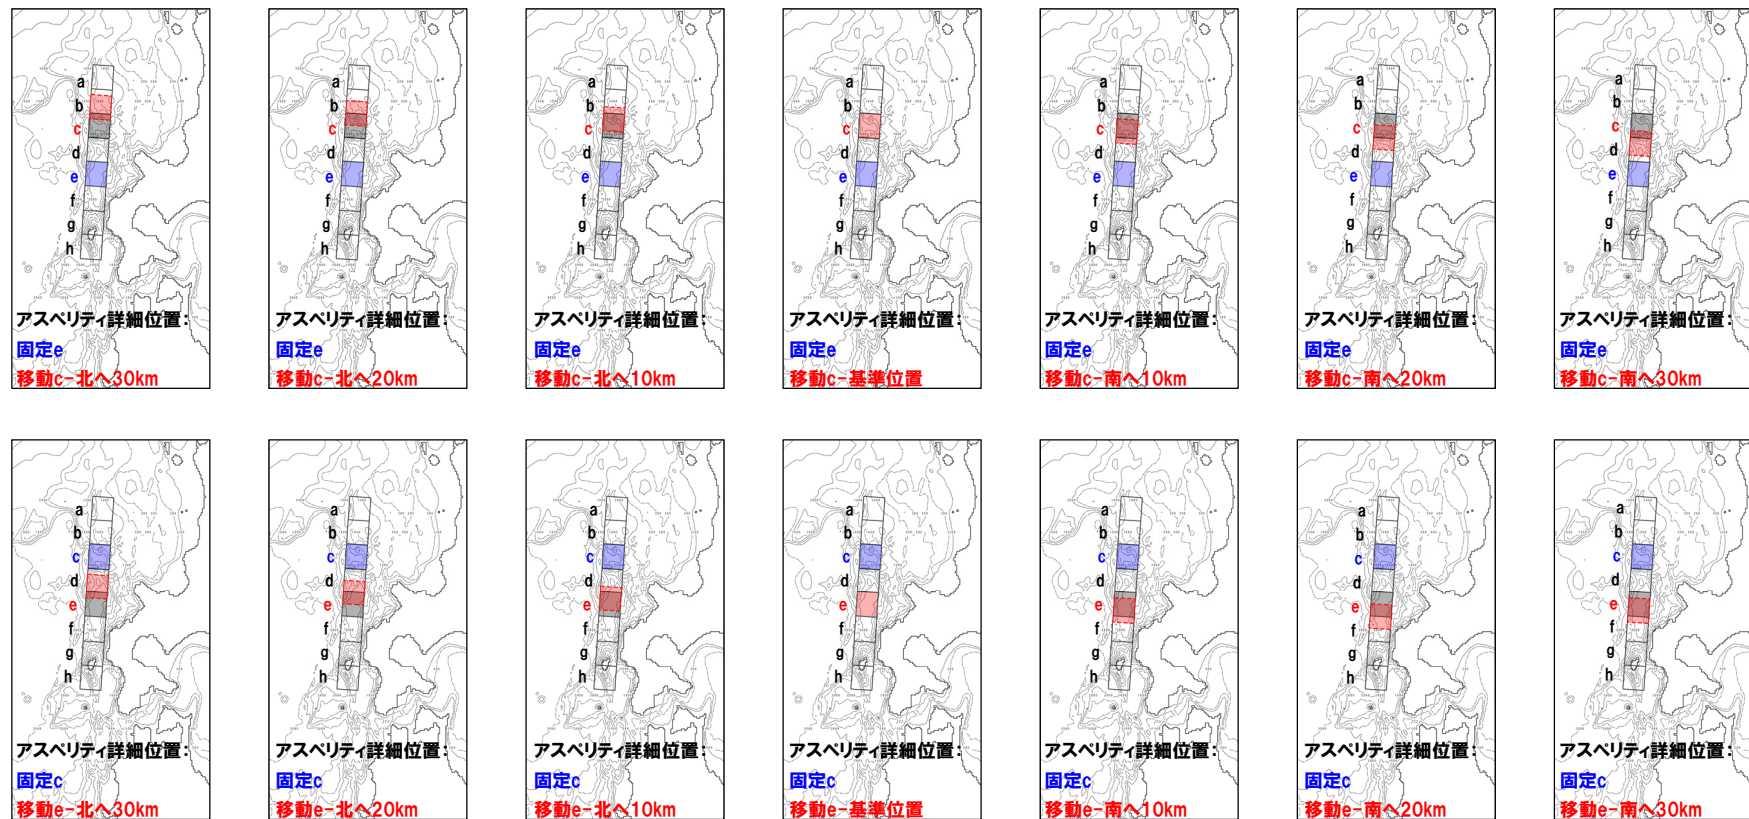 a
b
c
d
e
f
g
h
アスペリティ詳細位置：
固定e
移動c-北へ30km
a
b
c
d
e
f
g
h
アスペリティ詳細位置：
固定e
移動c-北へ20km
a
b
c
d
e
f
g
h
アスペリティ詳細位置：
固定e
移動c-北へ10km
a
b
c
d
e
f
g
h
アスペリティ詳細位置：
固定e
移動c-基準位置
a
b
c
d
e
f
g
h
アスペリティ詳細位置：
固定e
移動c-南へ10km
a
b
c
d
e
f
g
h
アスペリティ詳細位置：
固定e
移動c-南へ20km
a
b
c
d
e
f
g
h
アスペリティ詳細位置：
固定e
移動c-南へ30km
a
b
c
d
e
f
g
h
アスペリティ詳細位置：
固定c
移動e-北へ30km
a
b
c
d
e
f
g
h
アスペリティ詳細位置：
固定c
移動e-北へ20km
a
b
c
d
e
f
g
h
アスペリティ詳細位置：
固定c
移動e-北へ10km
a
b
c
d
e
f
g
h
アスペリティ詳細位置：
固定c
移動e-基準位置
a
b
c
d
e
f
g
h
アスペリティ詳細位置：
固定c
移動e-南へ10km
a
b
c
d
e
f
g
h
アスペリティ詳細位置：
固定c
移動e-南へ20km
a
b
c
d
e
f
g
h
アスペリティ詳細位置：
固定c
移動e-南へ30km